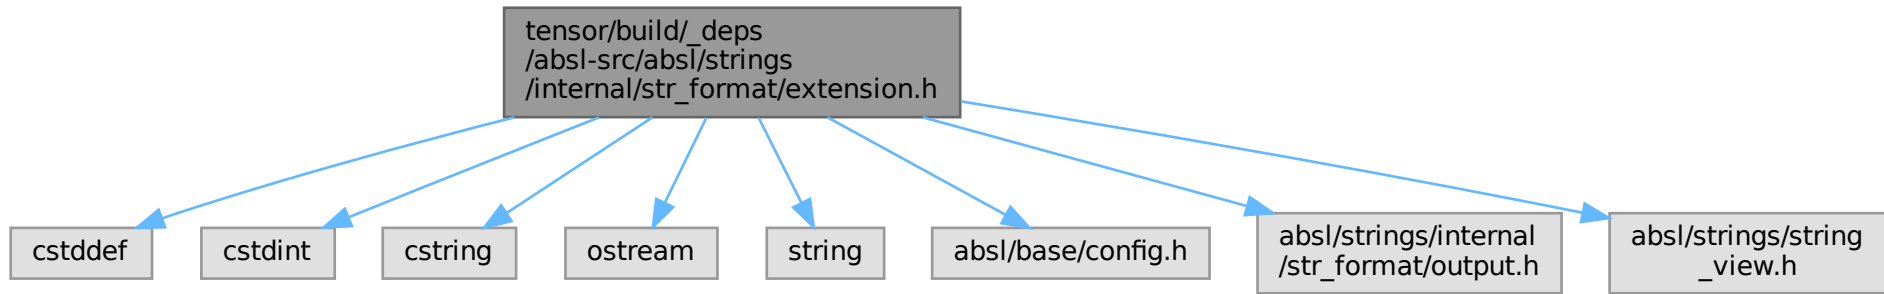 tensor/build/_deps
/absl-src/absl/strings
/internal/str_format/extension.h
cstddef
cstdint
cstring
ostream
string
absl/base/config.h
absl/strings/internal
/str_format/output.h
absl/strings/string
_view.h